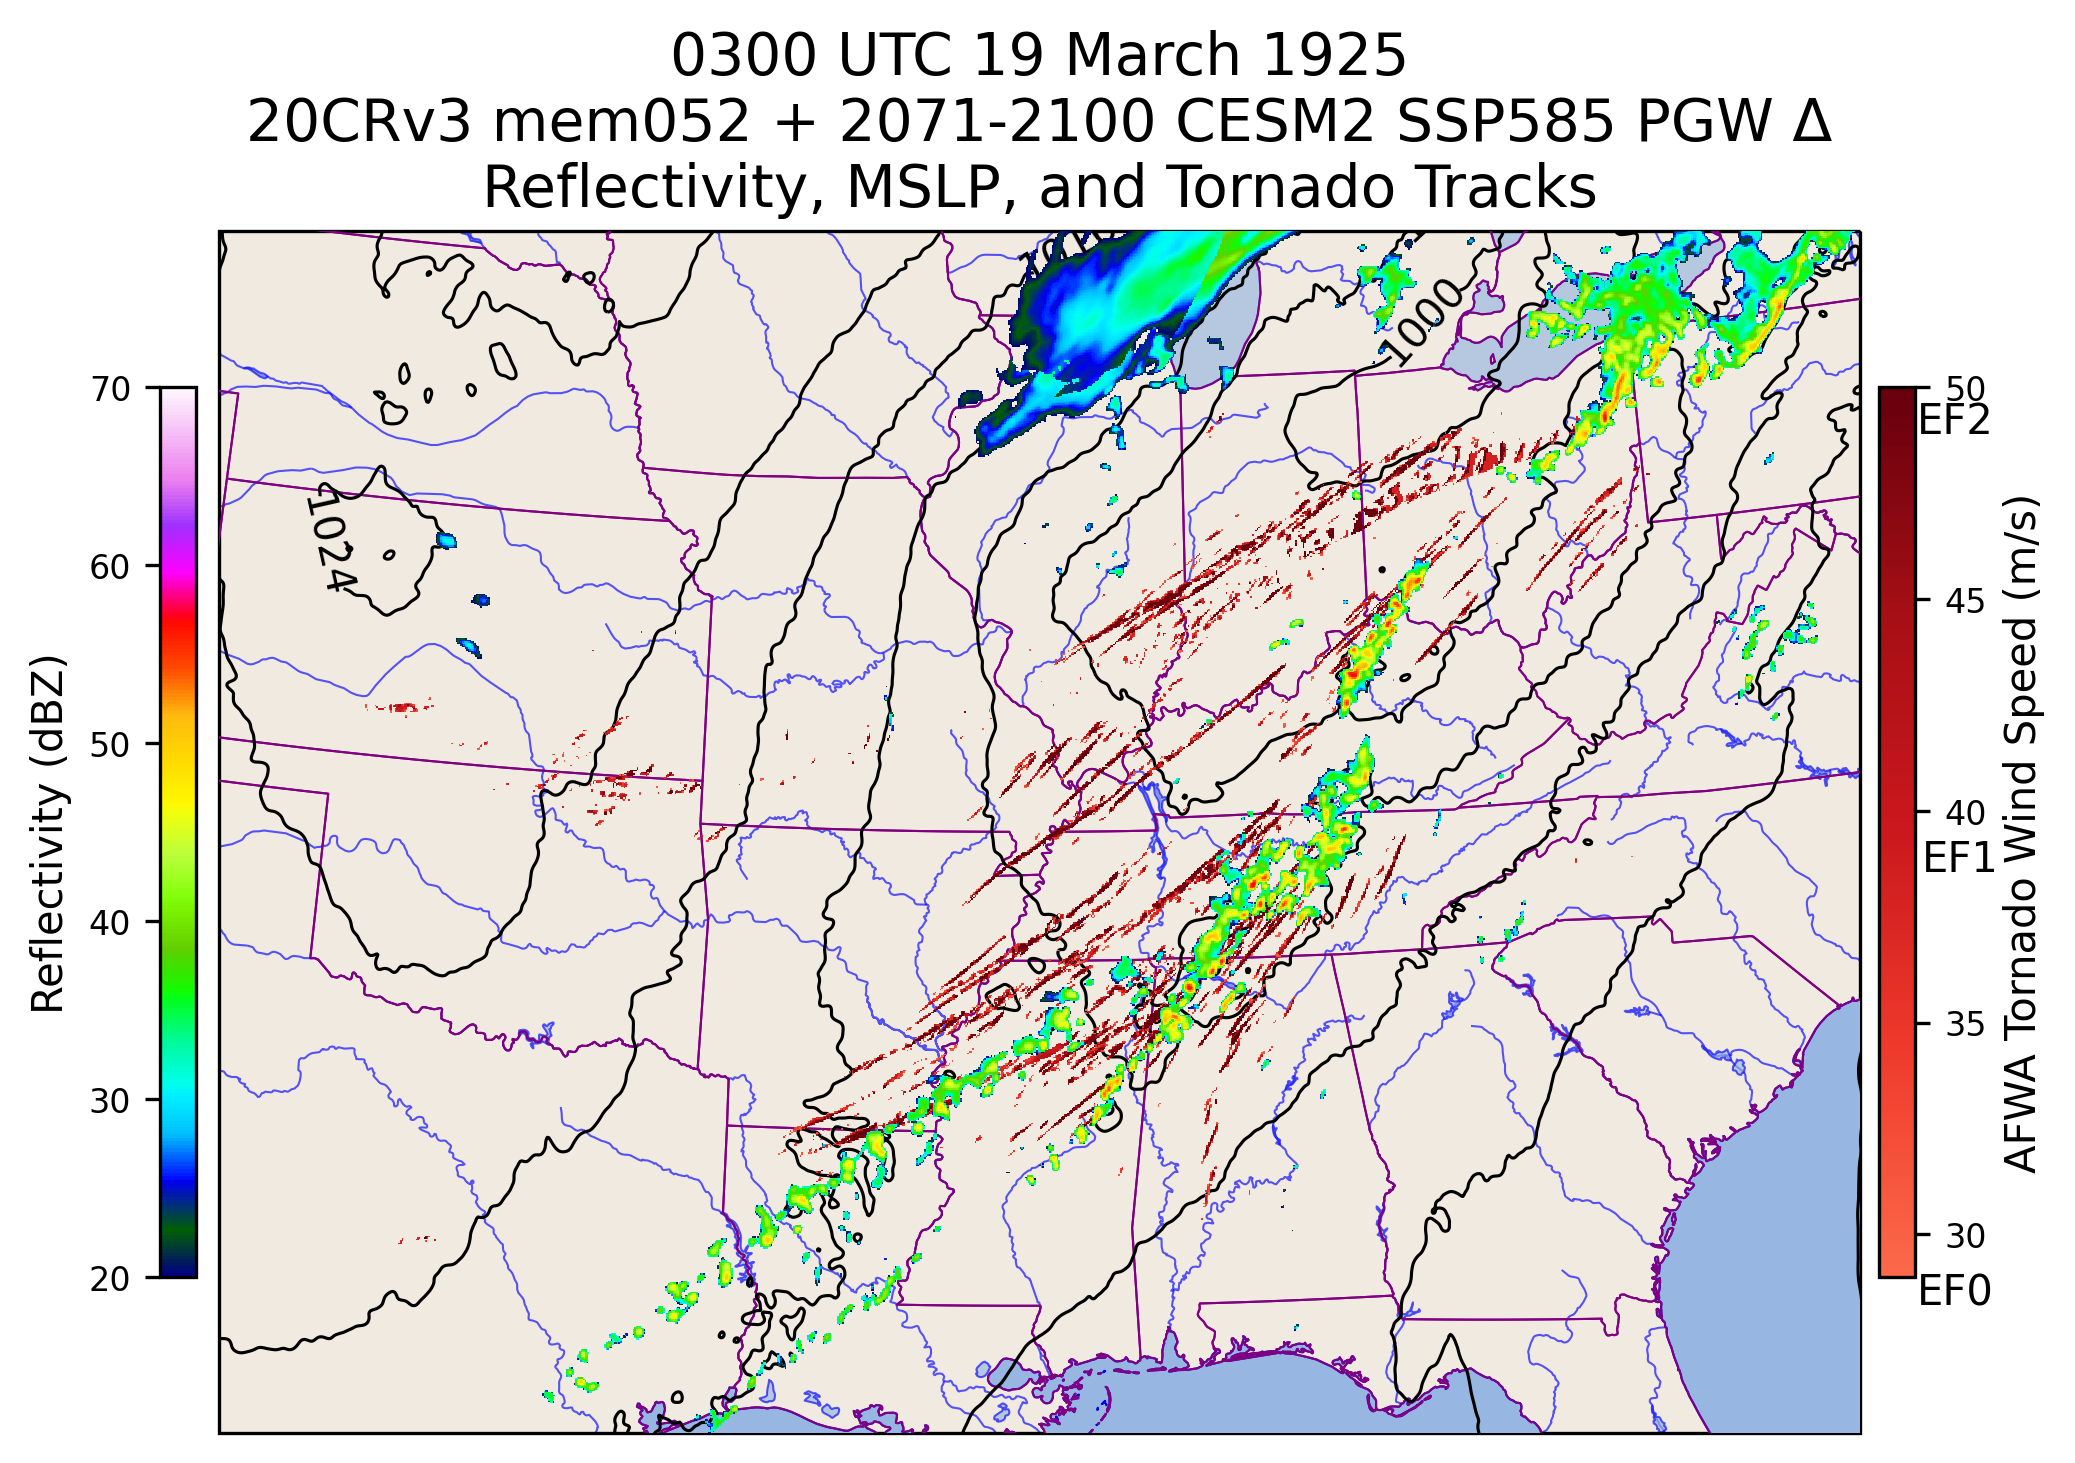 0300 UTC 19 March 1925
20CRv3 mem052 + 2071-2100 CESM2 SSP585 PGW Δ
Reflectivity, MSLP, and Tornado Tracks
1000
1024
70
60
50
40
30
20
Reflectivity (dBZ)
50
EF2
45
40
EF1
35
30
EF0
AFWA Tornado Wind Speed (m/s)